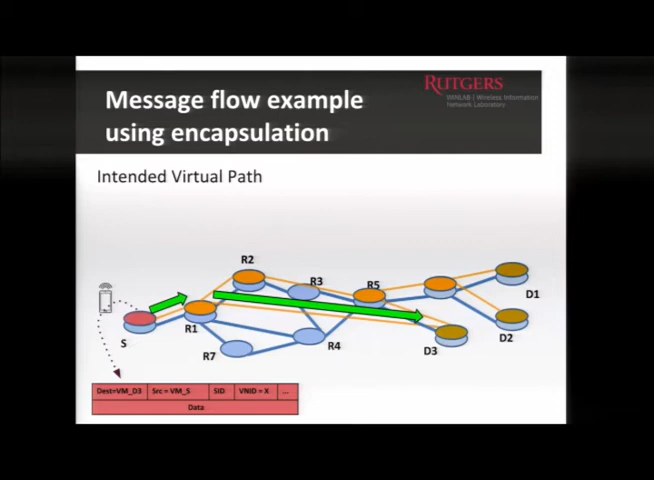 Message flow example
using encapsulation
RUTGERS
WINLAB | Wireless Information
Network Laboratory
Intended Virtual Path
R2
R3
R5
D1
S
R1
R7
R4
D3
D2
Dest=VM_D3 Src = VM_S SID VNID = X ...
Data